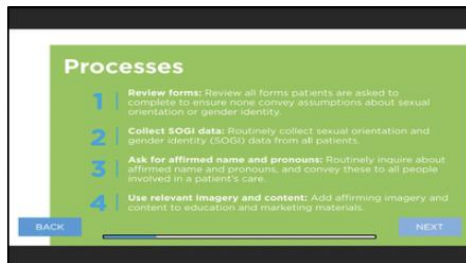 Processes
1 Review forms: Review all forms patients are asked to
complete to ensure none convey assumptions about sexual
orientation or gender identity.
2 Collect SOGI data: Routinely collect sexual orientation and
gender identity (SOGI) data from all patients.
3 Ask for affirmed name and pronouns: Routinely inquire about
affirmed name and pronouns, and convey these to all people
involved in a patient's care.
4 Use relevant imagery and content: Add affirming imagery and
content to education and marketing materials.
BACK
NEXT